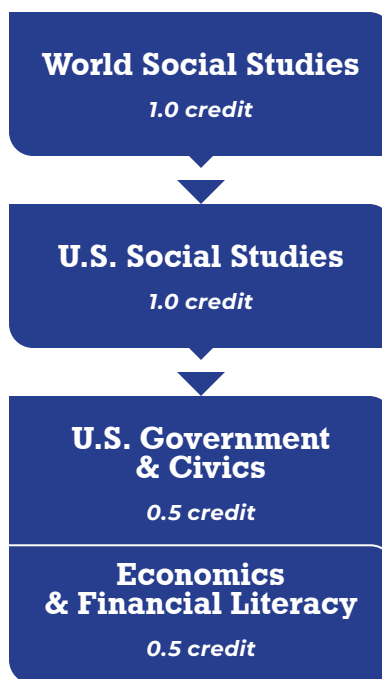 World Social Studies
1.0 credit
U.S. Social Studies
1.0 credit
U.S. Government
& Civics
0.5 credit
Economics
& Financial Literacy
0.5 credit